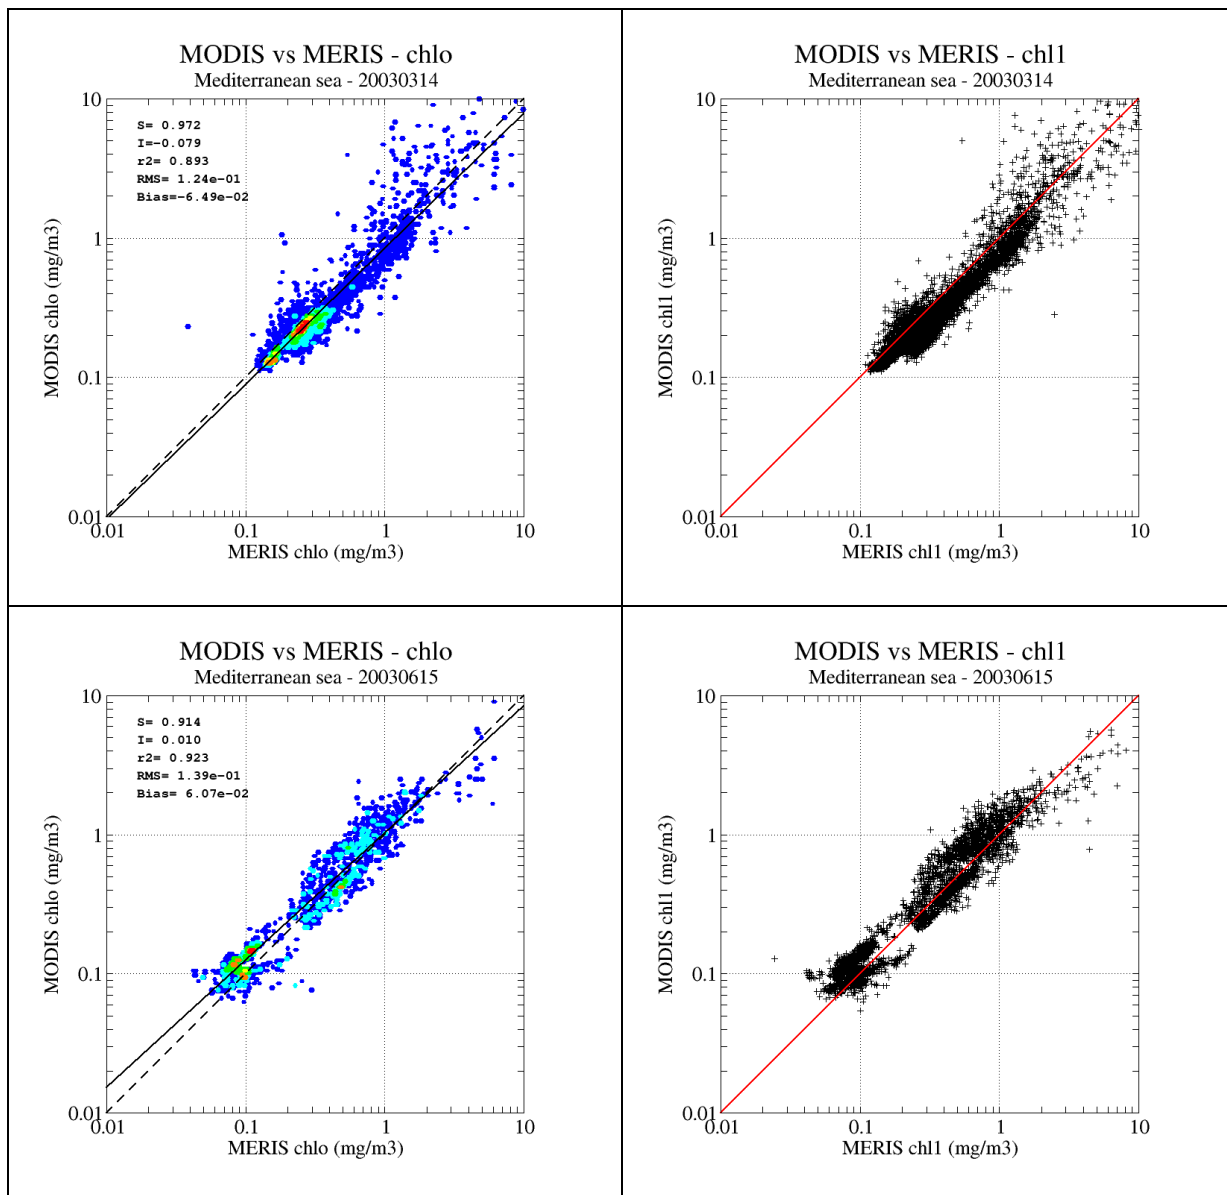 MODIS vs MERIS - chlo
Mediterranean sea - 20030314
S= 0.972
I=-0.079
r2= 0.893
RMS= 1.24e-01
Bias=-6.49e-02
MODIS chlo (mg/m3)
10
1
0.1
0.01
0.01 0.1 1 10
MERIS chlo (mg/m3)
MODIS vs MERIS - chl1
Mediterranean sea - 20030314
MODIS chl1 (mg/m3)
10
1
0.1
0.01
0.01 0.1 1 10
MERIS chl1 (mg/m3)
MODIS vs MERIS - chlo
Mediterranean sea - 20030615
S= 0.914
I= 0.010
r2= 0.923
RMS= 1.39e-01
Bias= 6.07e-02
MODIS chlo (mg/m3)
10
1
0.1
0.01
0.01 0.1 1 10
MERIS chlo (mg/m3)
MODIS vs MERIS - chl1
Mediterranean sea - 20030615
MODIS chl1 (mg/m3)
10
1
0.1
0.01
0.01 0.1 1 10
MERIS chl1 (mg/m3)